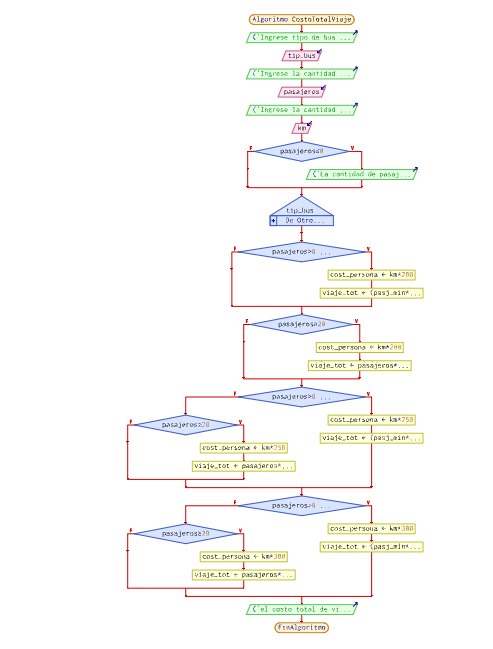 Algoritmo CostoTotalViaje
('Ingrese tipo de bus ...
tip_bus
('Ingrese la cantidad ...
pasajeros
('Ingrese la cantidad ...
km
F V
pasajeros≤0
('La cantidad de pasaj...
tip_bus
+ De Otro...
F V
pasajeros>0 ...
cost_persona ← km*200
viaje_tot ← (pasj_min*...
F V
pasajeros>20
cost_persona ← km*200
viaje_tot ← pasajeros*...
F V
pasajeros>0 ...
F V
pasajeros≥20
cost_persona ← km*250
viaje_tot ← (pasj_min*...
cost_persona ← km*250
viaje_tot ← pasajeros*...
F V
F V
pasajeros≥20
cost_persona ← km*300
viaje_tot ← (pasj_min*...
cost_persona ← km*300
viaje_tot ← pasajeros*...
('el costo total de vi...
FinAlgoritmo